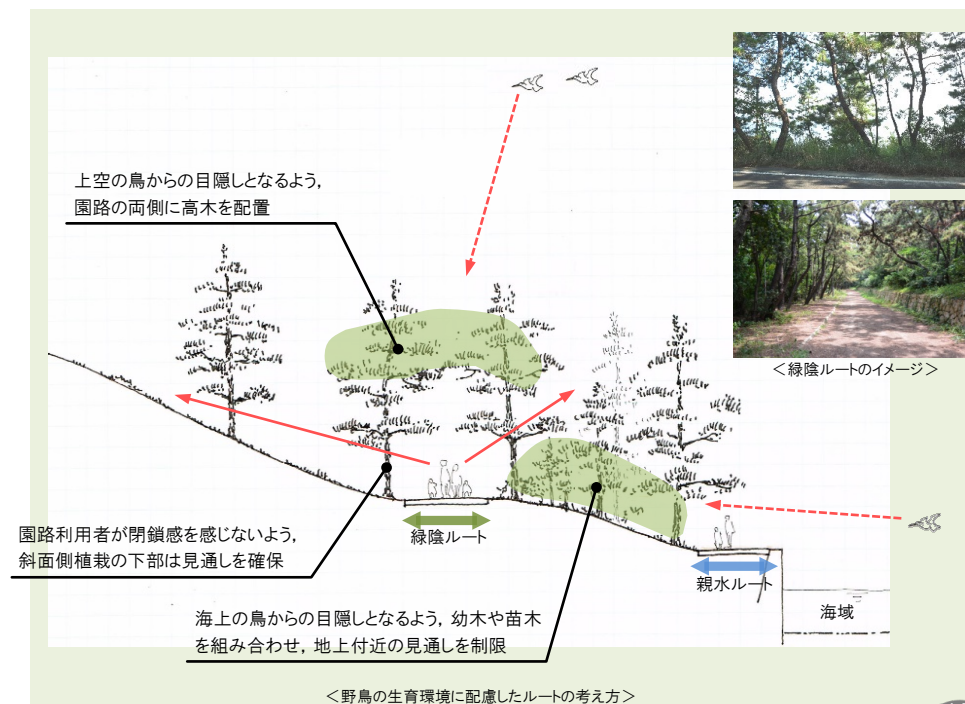 上空の鳥からの目隠しとなるよう,
園路の両側に高木を配置
＜緑陰ルートのイメージ＞
園路利用者が閉鎖感を感じないよう,
斜面側植栽の下部は見通しを確保
緑陰ルート
親水ルート
海域
海上の鳥からの目隠しとなるよう, 幼木や苗木
を組み合わせ, 地上付近の見通しを制限
＜野鳥の生育環境に配慮したルートの考え方＞